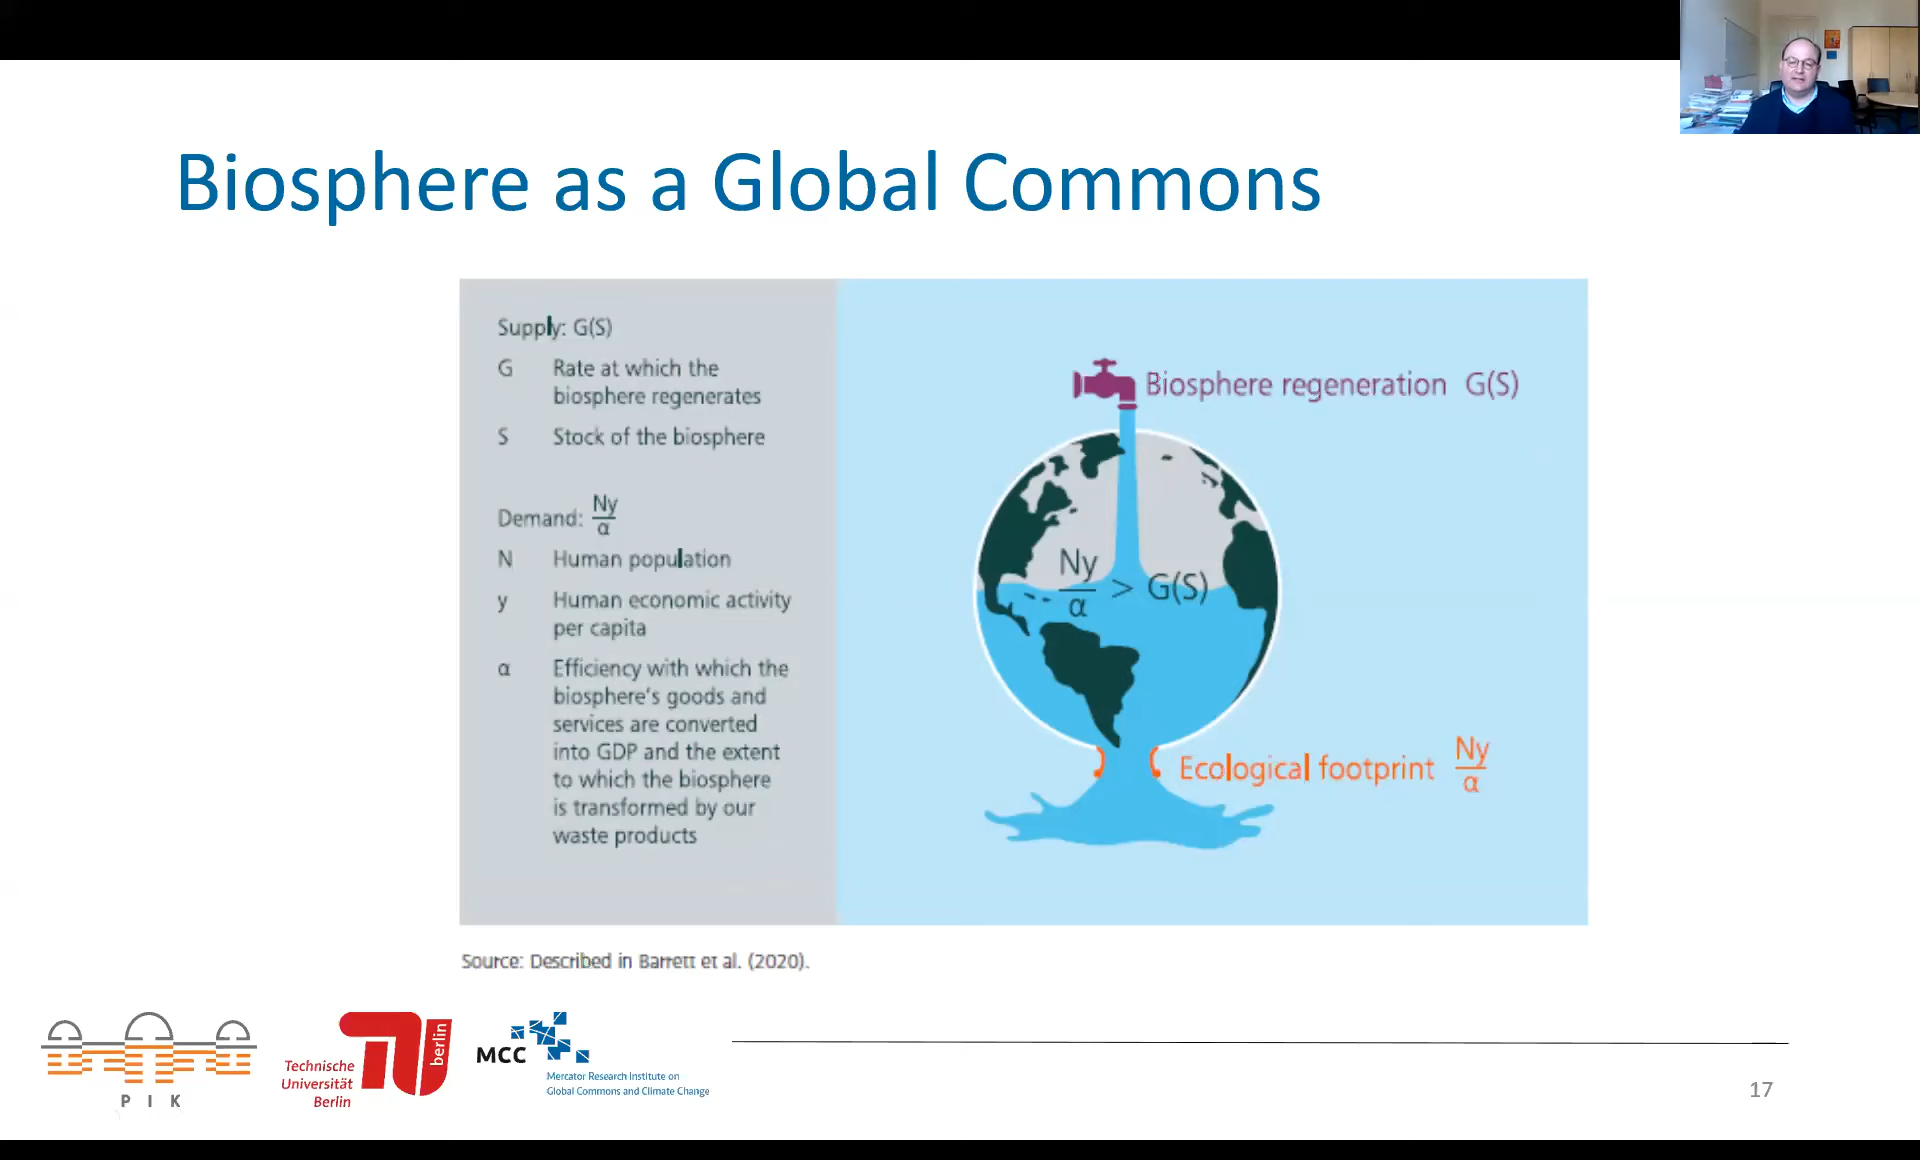 Biosphere as a Global Commons
Supply: G(S)
G Rate at which the
biosphere regenerates
S Stock of the biosphere
Demand: Ny/α
N Human population
y Human economic activity
per capita
α Efficiency with which the
biosphere's goods and
services are converted
into GDP and the extent
to which the biosphere
is transformed by our
waste products
Biosphere regeneration G(S)
Ny/α > G(S)
Ecological footprint Ny/α
Source: Described in Barrett et al. (2020).
PIK
Technische
Universität
Berlin
berlin
MCC
Mercator Research Institute on
Global Commons and Climate Change
17